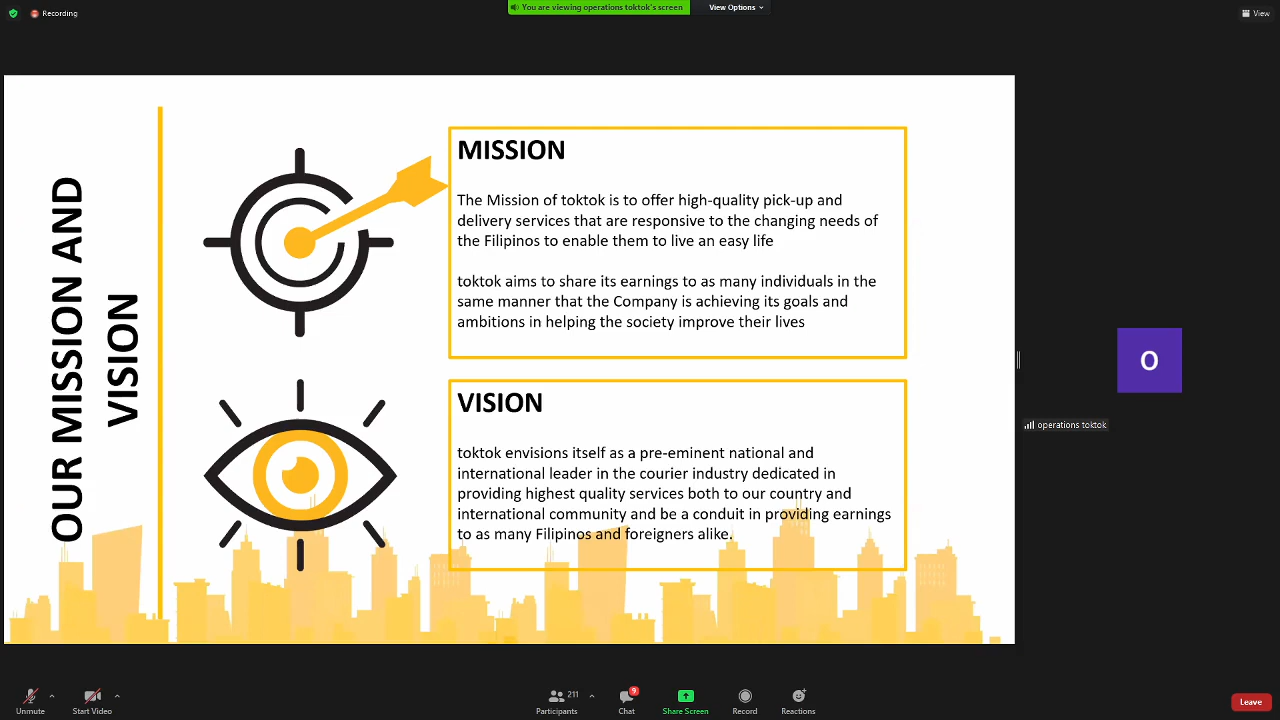 Recording
You are viewing operations toktok's screen
View Options
View
OUR MISSION AND
VISION
MISSION
The Mission of toktok is to offer high-quality pick-up and
delivery services that are responsive to the changing needs of
the Filipinos to enable them to live an easy life
toktok aims to share its earnings to as many individuals in the
same manner that the Company is achieving its goals and
ambitions in helping the society improve their lives
VISION
toktok envisions itself as a pre-eminent national and
international leader in the courier industry dedicated in
providing highest quality services both to our country and
international community and be a conduit in providing earnings
to as many Filipinos and foreigners alike.
O
operations toktok
Unmute
Start Video
211
Participants
9
Chat
Share Screen
Record
Reactions
Leave